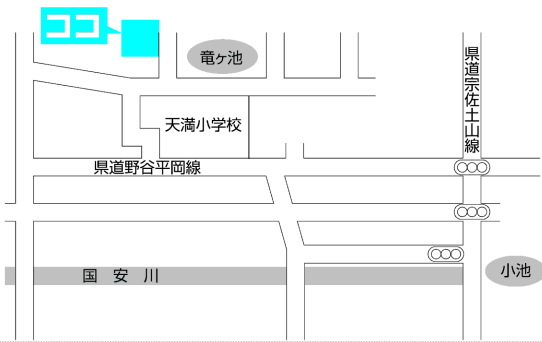 ココ
竜ヶ池
県道宗佐土山線
天満小学校
県道野谷平岡線
国安川
小池